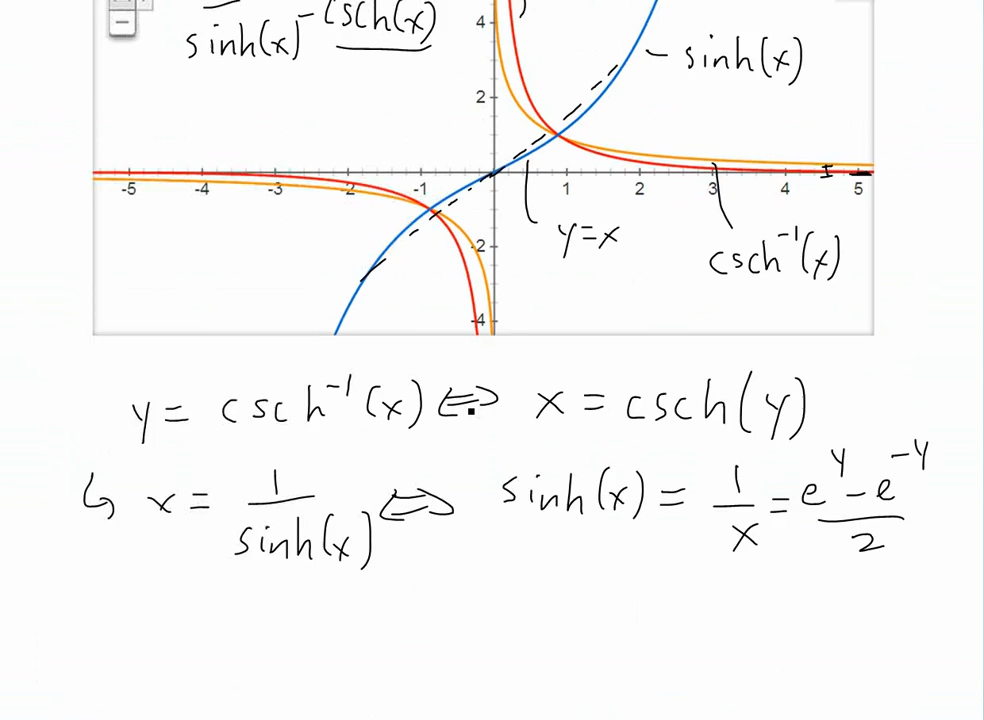 4
sinh(x) csch(x)
sinh(x)
2
-5 -4 -3 -2 -1 1 2 3 4 5
y=x
csch⁻¹(x)
-2
-4
y = csch⁻¹(x) ⇔ x = csch(y)
↳ x = 1/sinh(x) ⇔ sinh(x) = 1/x = (e^y - e^-y)/2